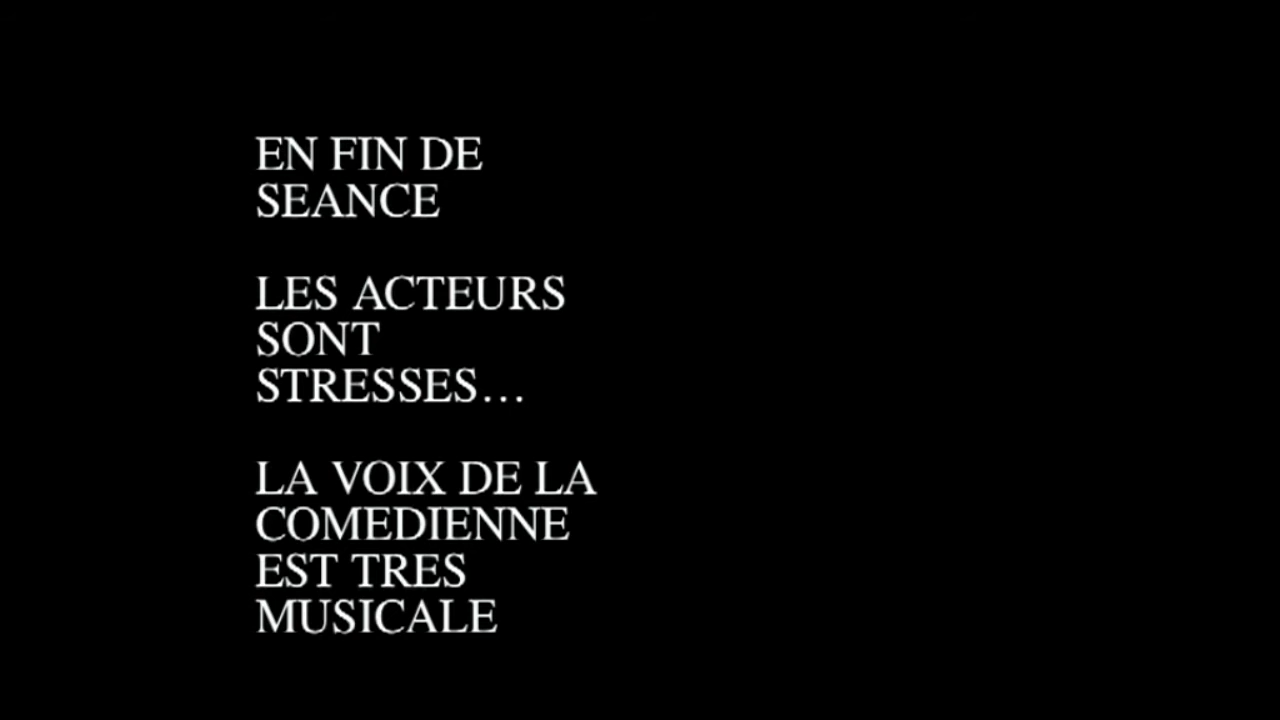 EN FIN DE
SEANCE
LES ACTEURS
SONT
STRESSES…
LA VOIX DE LA
COMEDIENNE
EST TRES
MUSICALE